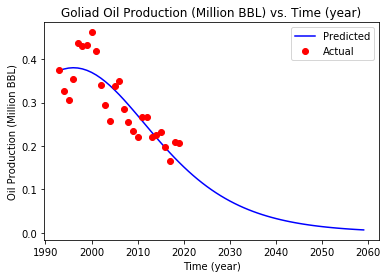 Goliad Oil Production (Million BBL) vs. Time (year)
Predicted
Actual
Oil Production (Million BBL)
0.4
0.3
0.2
0.1
0.0
1990 2000 2010 2020 2030 2040 2050 2060
Time (year)